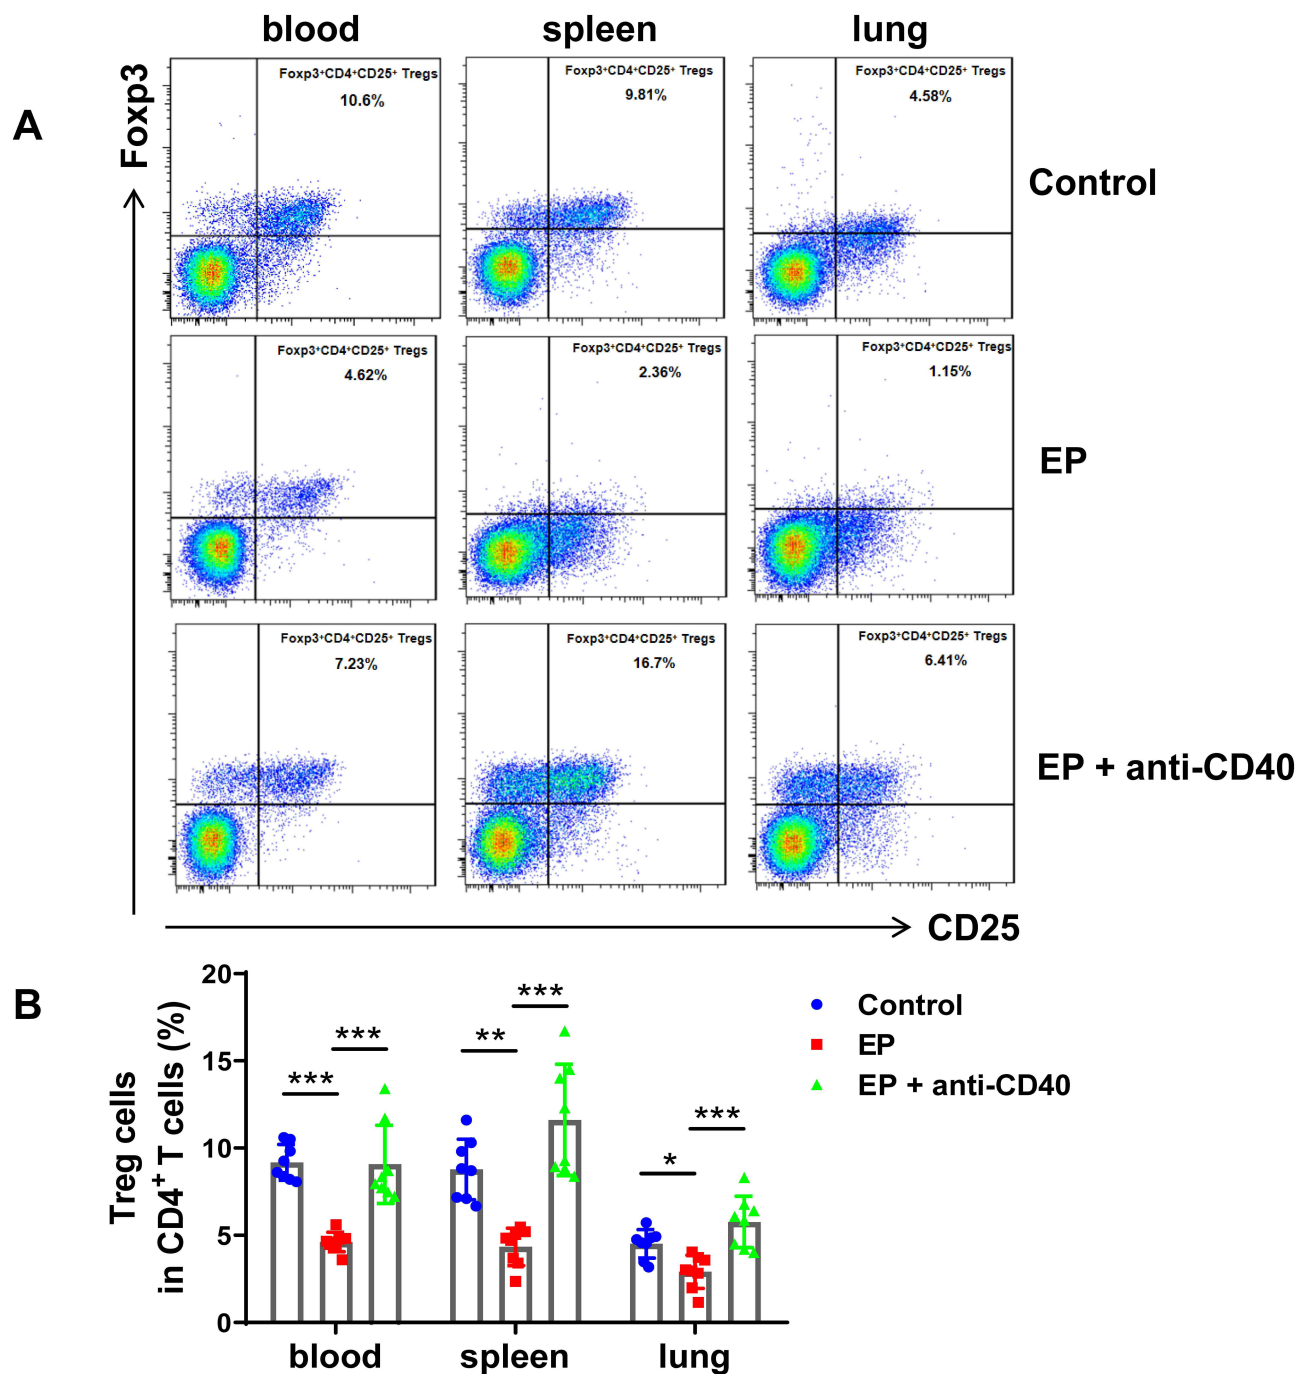 blood spleen lung
A
Foxp3
Foxp3⁺CD4⁺CD25⁺ Tregs
10.6%
Foxp3⁺CD4⁺CD25⁺ Tregs
9.81%
Foxp3⁺CD4⁺CD25⁺ Tregs
4.58%
Control
Foxp3⁺CD4⁺CD25⁺ Tregs
4.62%
Foxp3⁺CD4⁺CD25⁺ Tregs
2.36%
Foxp3⁺CD4⁺CD25⁺ Tregs
1.15%
EP
Foxp3⁺CD4⁺CD25⁺ Tregs
7.23%
Foxp3⁺CD4⁺CD25⁺ Tregs
16.7%
Foxp3⁺CD4⁺CD25⁺ Tregs
6.41%
EP + anti-CD40
CD25
B
Treg cells
in CD4⁺ T cells (%)
20
15
10
5
0
***
***
**
***
*
***
blood spleen lung
Control
EP
EP + anti-CD40